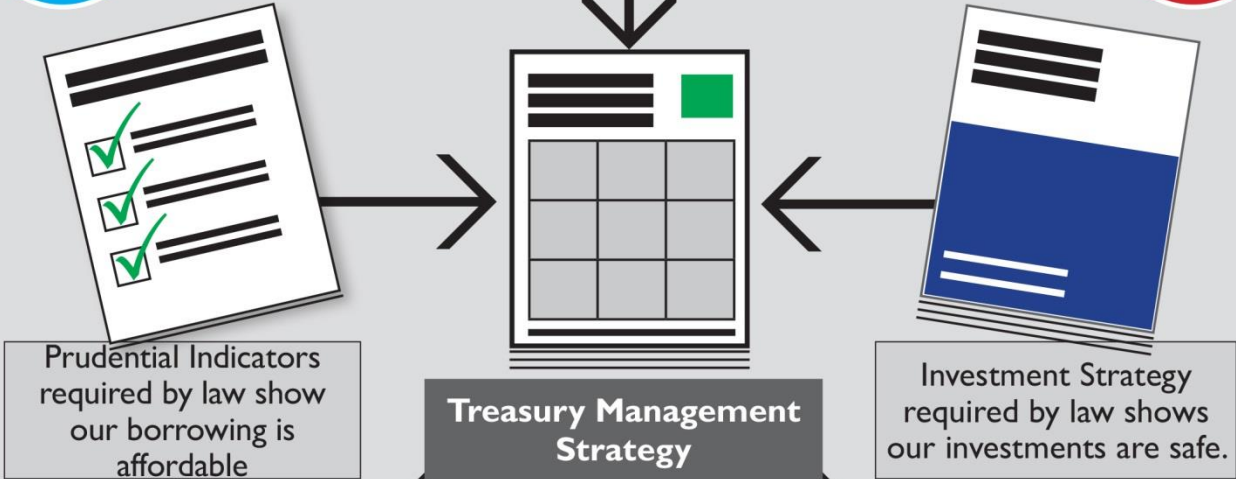 Prudential Indicators
required by law show
our borrowing is
affordable
Treasury Management
Strategy
Investment Strategy
required by law shows
our investments are safe.